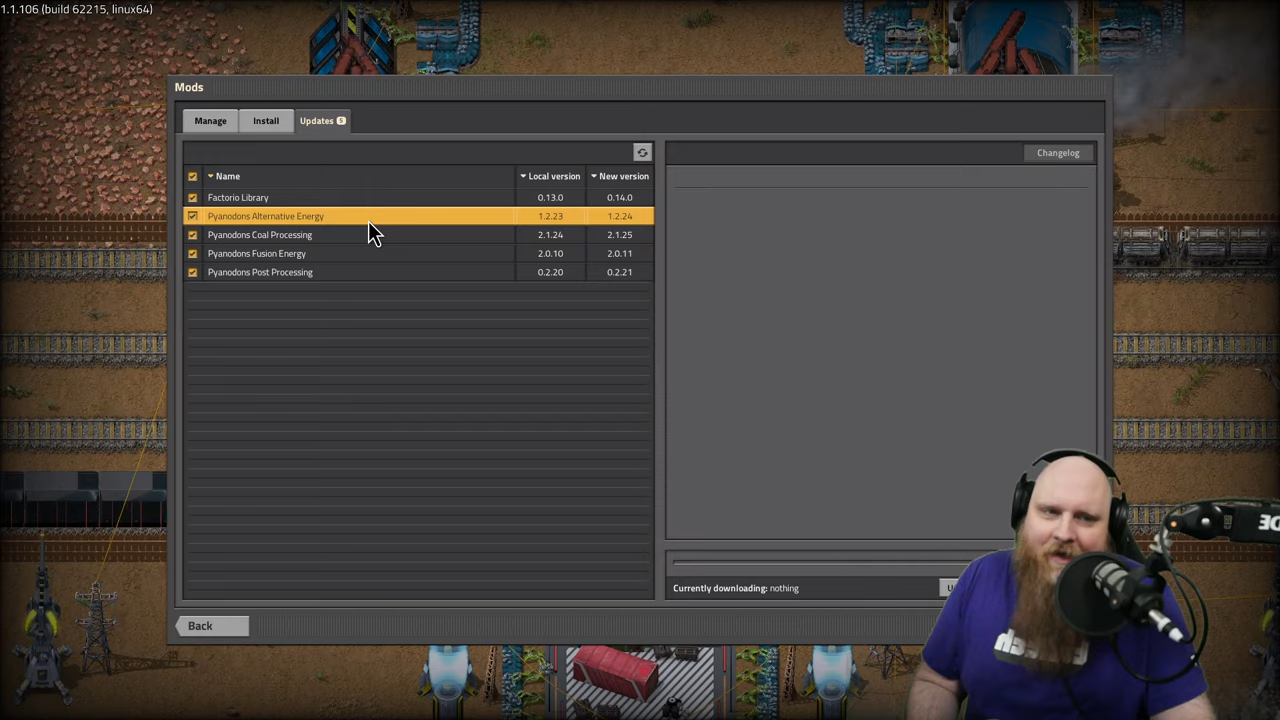 1.1.106 (build 62215, linux64)
Mods
Manage Install Updates 5
Changelog
Name Local version New version
Factorio Library 0.13.0 0.14.0
Pyanodons Alternative Energy 1.2.23 1.2.24
Pyanodons Coal Processing 2.1.24 2.1.25
Pyanodons Fusion Energy 2.0.10 2.0.11
Pyanodons Post Processing 0.2.20 0.2.21
Currently downloading: nothing
Back